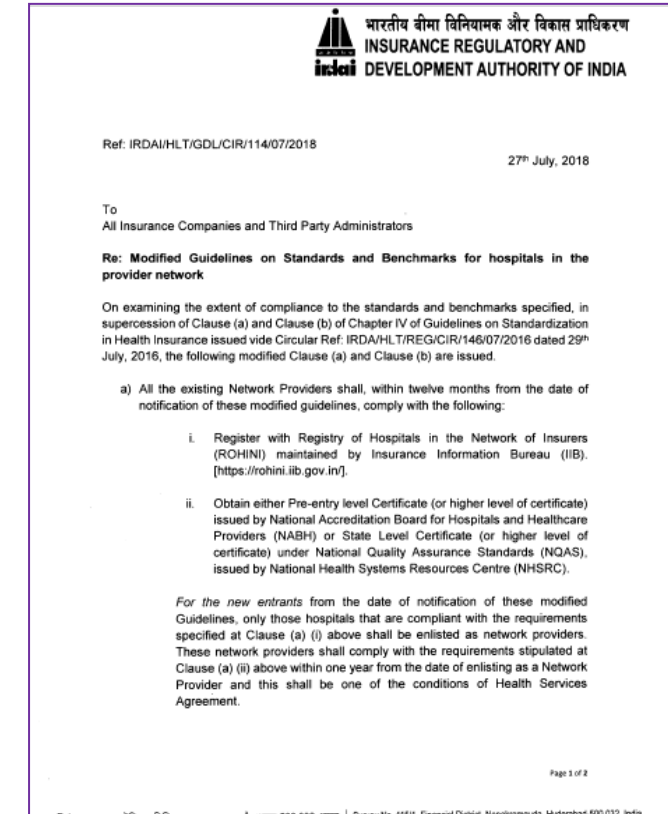 भारतीय बीमा विनियामक और विकास प्राधिकरण
INSURANCE REGULATORY AND
irdai DEVELOPMENT AUTHORITY OF INDIA
Ref: IRDAI/HLT/GDL/CIR/114/07/2018
27th July, 2018
To
All Insurance Companies and Third Party Administrators
Re: Modified Guidelines on Standards and Benchmarks for hospitals in the
provider network
On examining the extent of compliance to the standards and benchmarks specified, in
supercession of Clause (a) and Clause (b) of Chapter IV of Guidelines on Standardization
in Health Insurance issued vide Circular Ref: IRDA/HLT/REG/CIR/146/07/2016 dated 29th
July, 2016, the following modified Clause (a) and Clause (b) are issued.
a) All the existing Network Providers shall, within twelve months from the date of
notification of these modified guidelines, comply with the following:
i. Register with Registry of Hospitals in the Network of Insurers
(ROHINI) maintained by Insurance Information Bureau (IIB).
[https://rohini.iib.gov.in/].
ii. Obtain either Pre-entry level Certificate (or higher level of certificate)
issued by National Accreditation Board for Hospitals and Healthcare
Providers (NABH) or State Level Certificate (or higher level of
certificate) under National Quality Assurance Standards (NQAS),
issued by National Health Systems Resources Centre (NHSRC).
For the new entrants from the date of notification of these modified
Guidelines, only those hospitals that are compliant with the requirements
specified at Clause (a) (i) above shall be enlisted as network providers.
These network providers shall comply with the requirements stipulated at
Clause (a) (ii) above within one year from the date of enlisting as a Network
Provider and this shall be one of the conditions of Health Services
Agreement.
Page 1 of 2